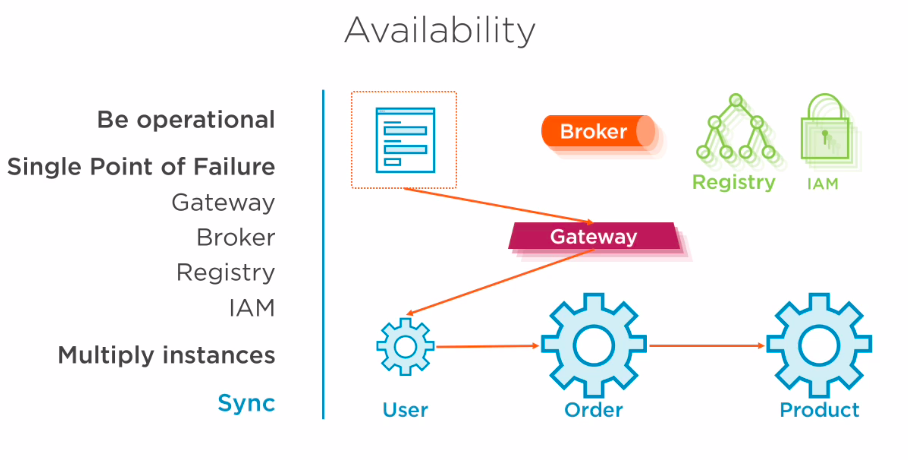 Availability
Be operational
Single Point of Failure
Gateway
Broker
Registry
IAM
Multiply instances
Sync
Broker
Registry
IAM
Gateway
User
Order
Product